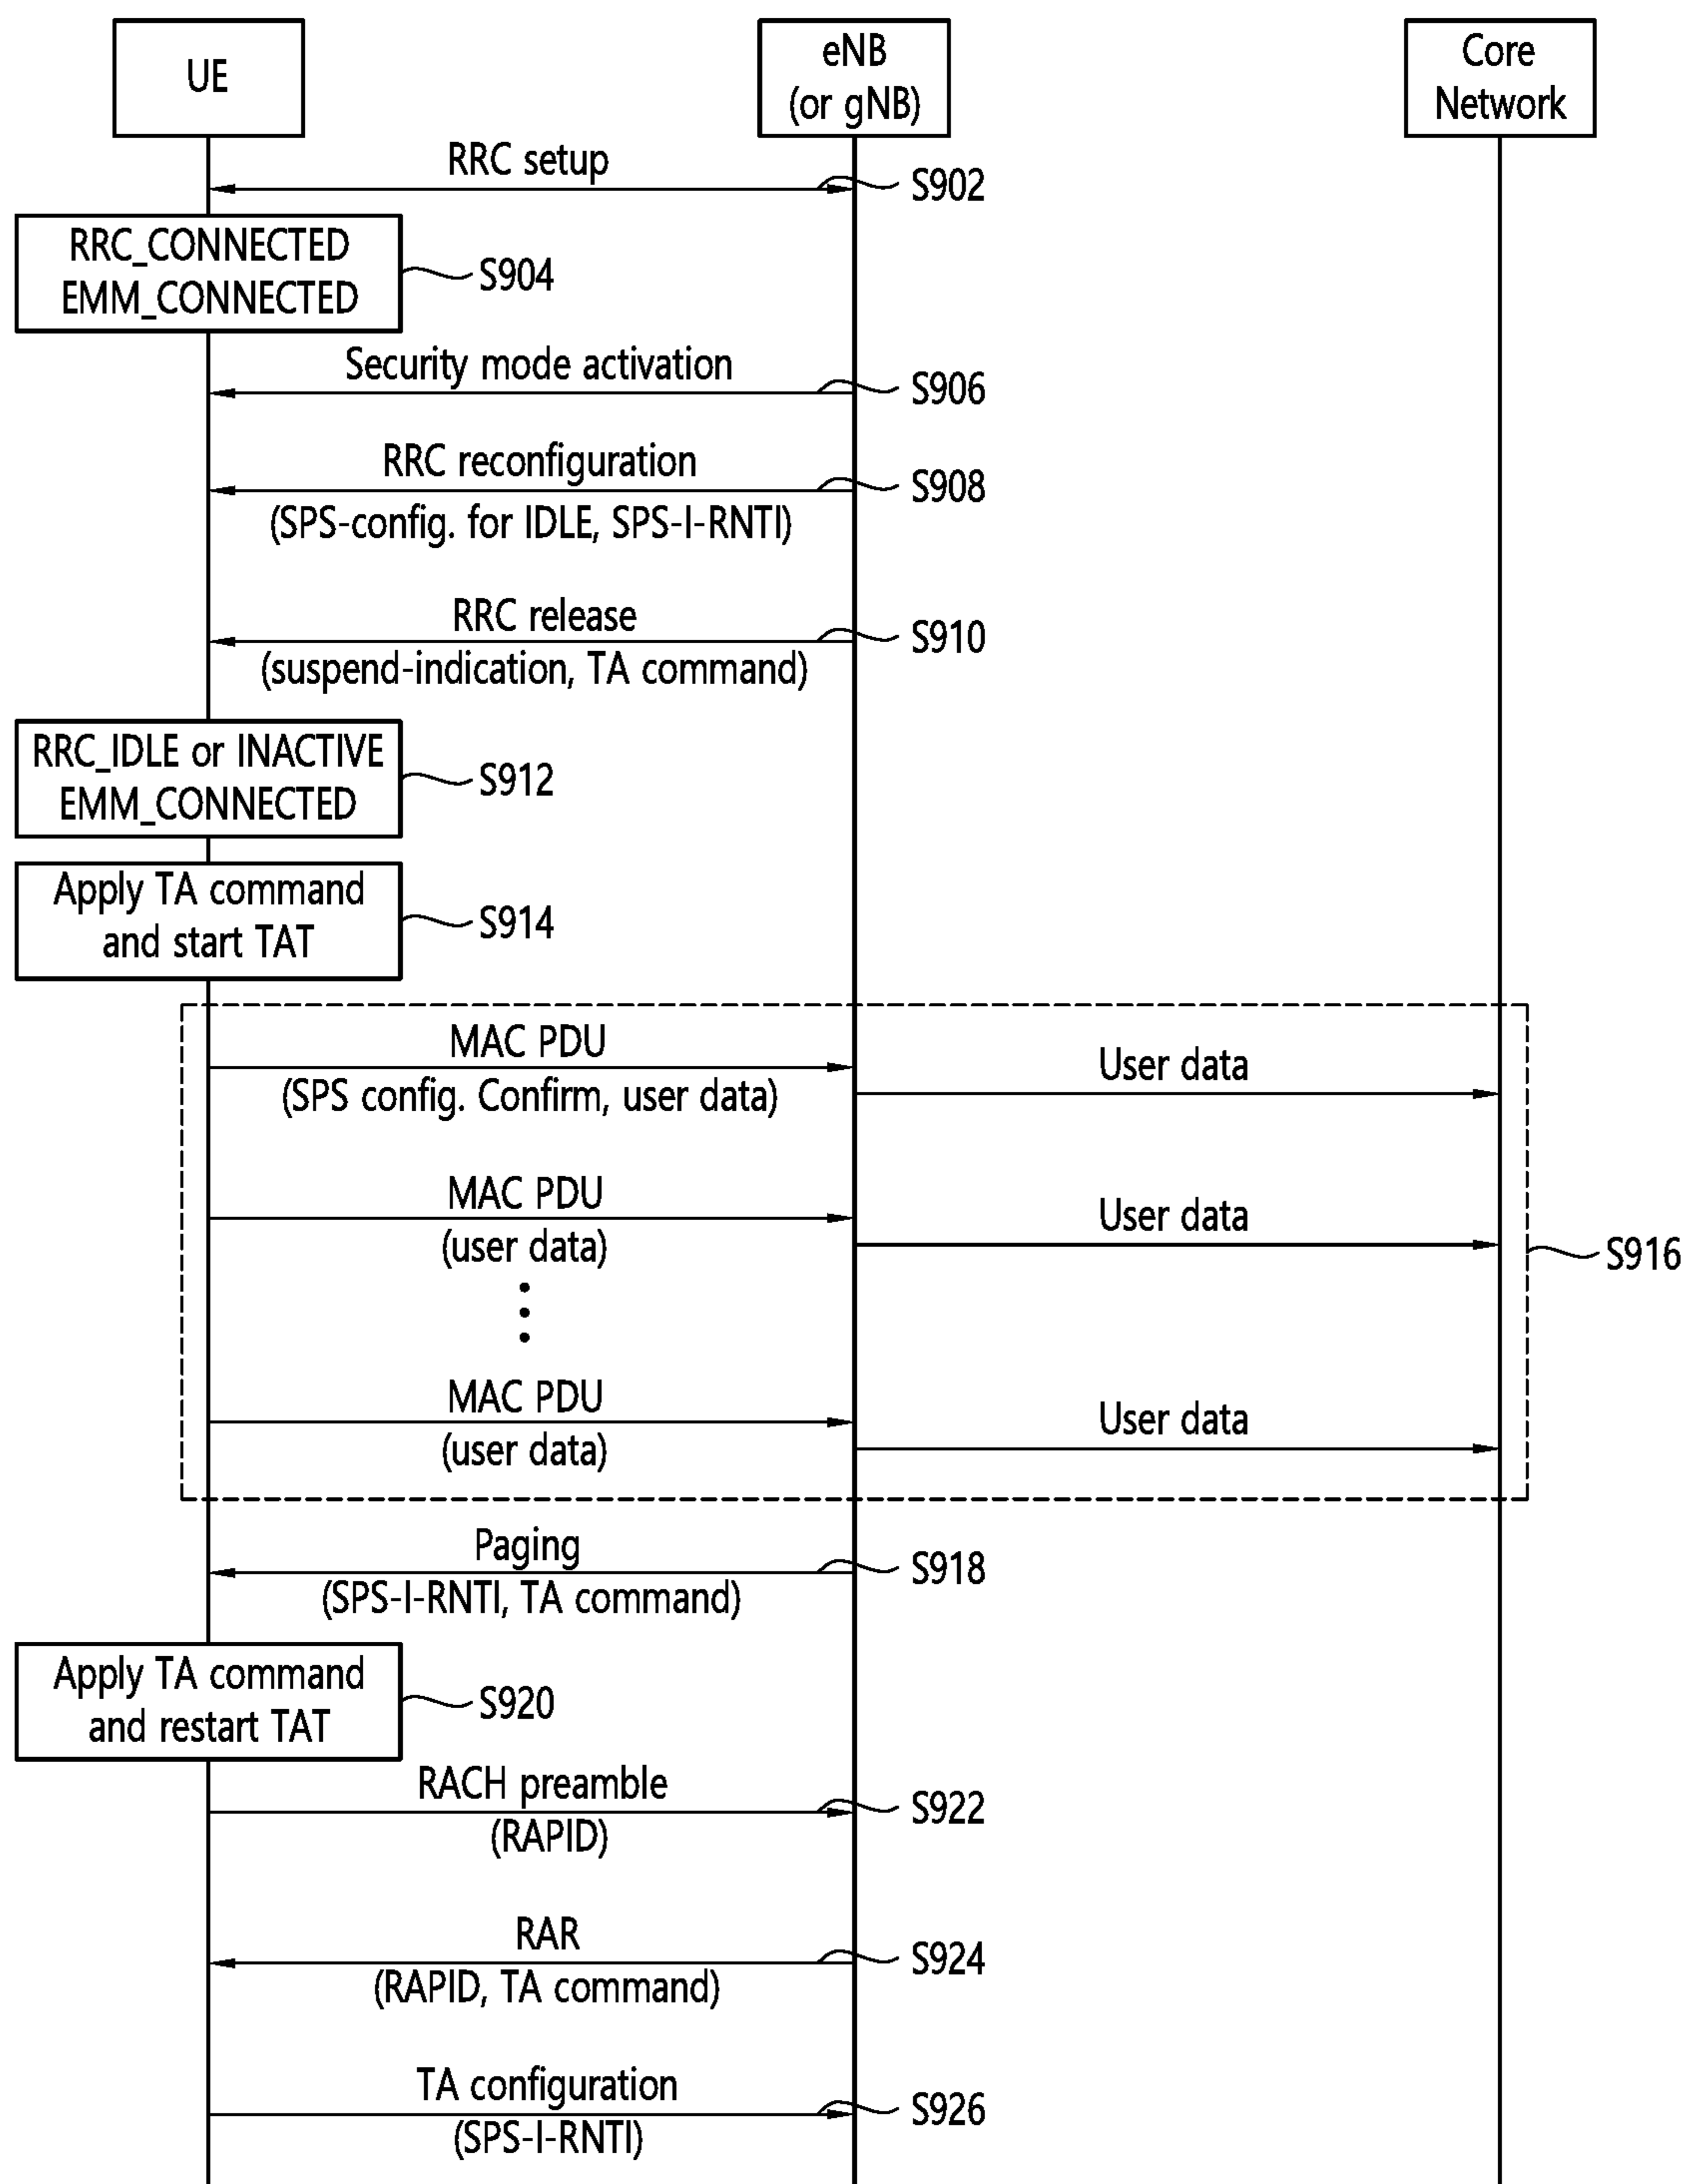 UE
eNB
(or gNB)
Core
Network
RRC setup
S902
RRC_CONNECTED
EMM_CONNECTED
S904
Security mode activation
S906
RRC reconfiguration
S908
(SPS-config. for IDLE, SPS-I-RNTI)
RRC release
S910
(suspend-indication, TA command)
RRC_IDLE or INACTIVE
EMM_CONNECTED
S912
Apply TA command
and start TAT
S914
MAC PDU
(SPS config. Confirm, user data)
User data
MAC PDU
(user data)
User data
S916
MAC PDU
(user data)
User data
Paging
S918
(SPS-I-RNTI, TA command)
Apply TA command
and restart TAT
S920
RACH preamble
S922
(RAPID)
RAR
S924
(RAPID, TA command)
TA configuration
S926
(SPS-I-RNTI)